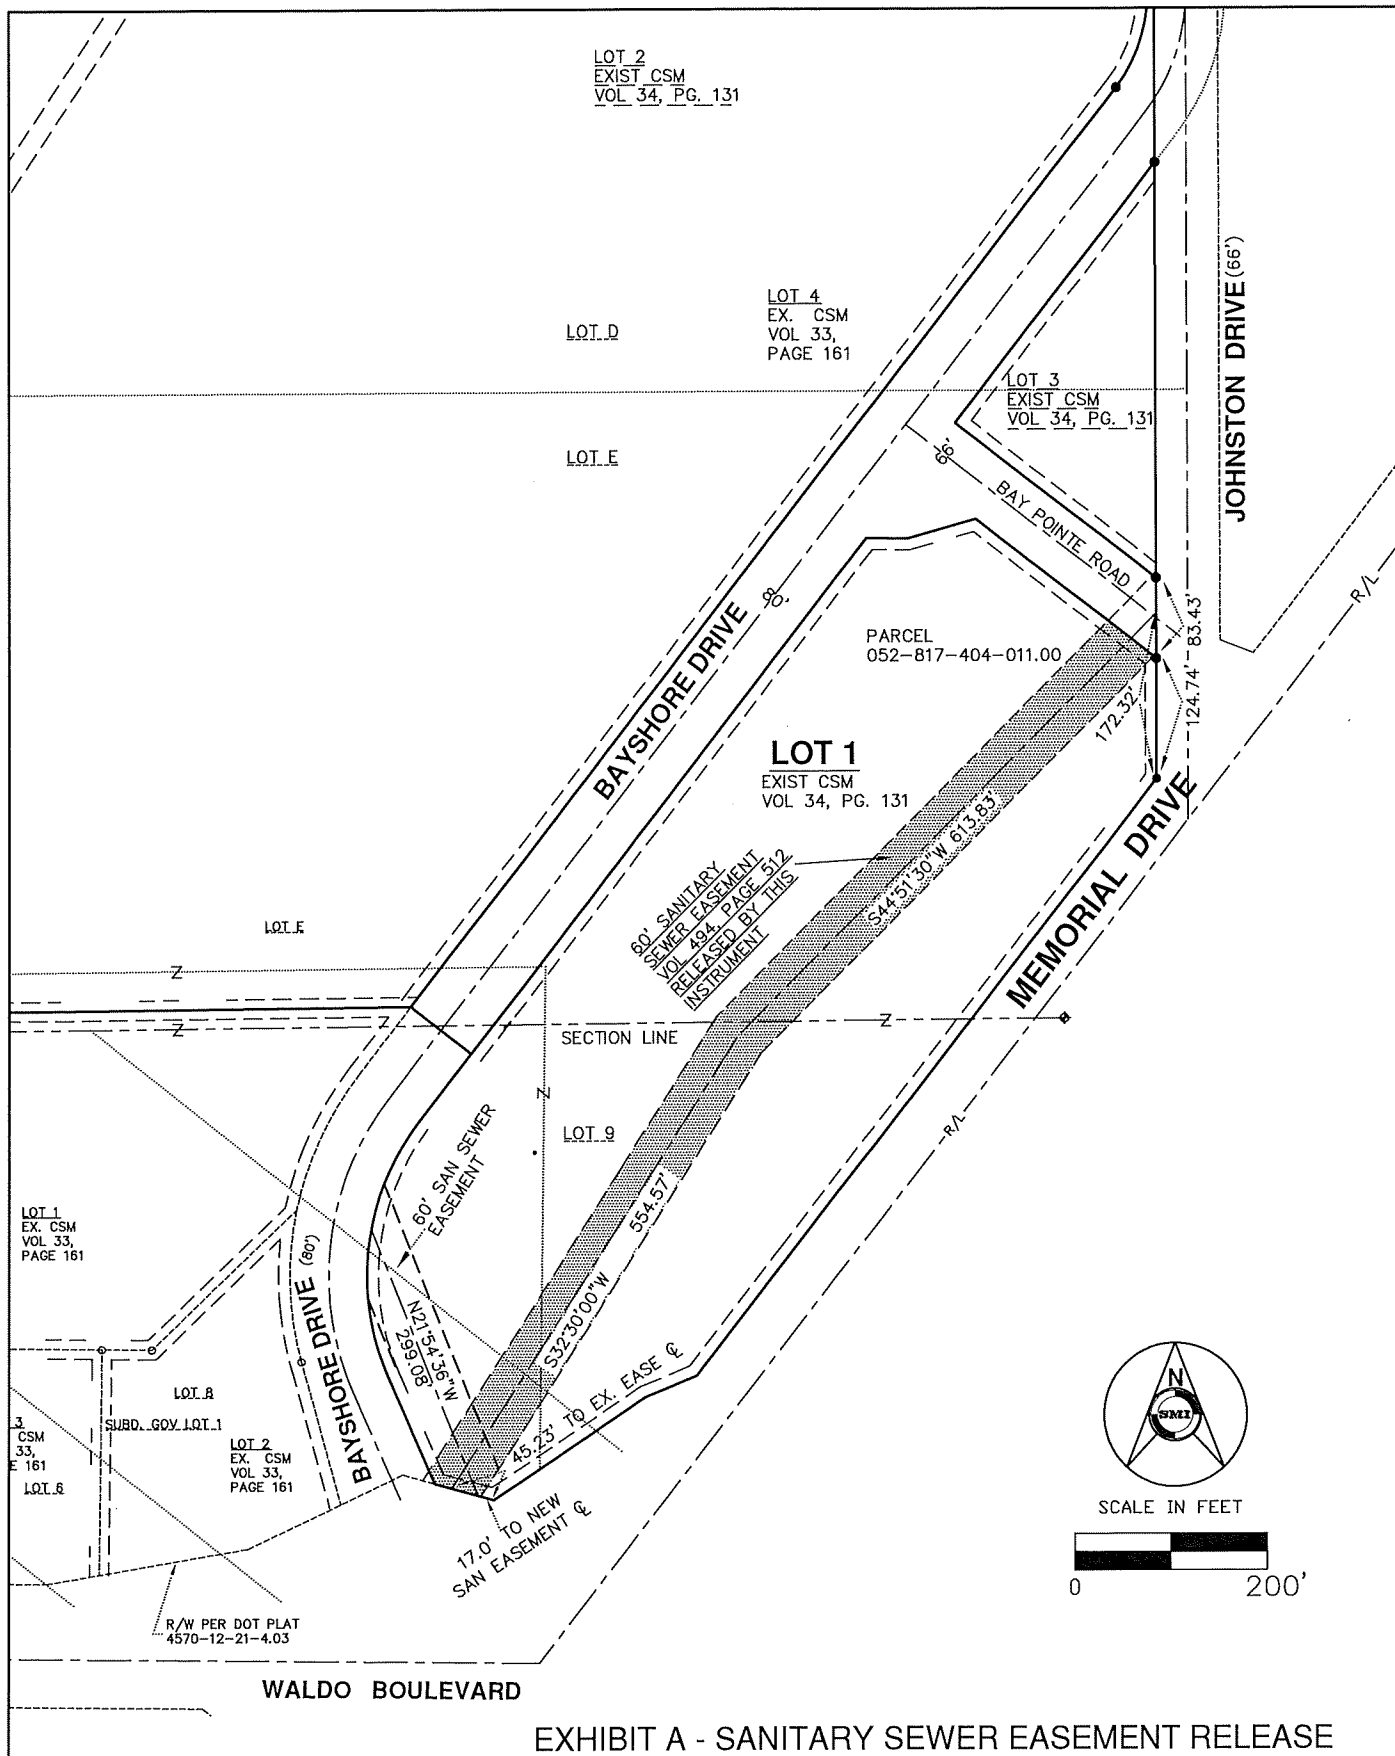 LOT 2
EXIST CSM
VOL 34, PG. 131
LOT 4
EX. CSM
VOL 33,
PAGE 161
LOT D
JOHNSTON DRIVE (66')
LOT 3
EXIST CSM
VOL 34, PG. 131
LOT E
66'
BAY POINTE ROAD
R/L
80'
BAYSHORE DRIVE
83.43'
PARCEL
052-817-404-011.00
124.74'
172.32'
LOT 1
EXIST CSM
VOL 34, PG. 131
MEMORIAL DRIVE
S44°51'30"W 613.83'
60' SANITARY
SEWER EASEMENT
VOL 494, PAGE 512
RELEASED BY THIS
INSTRUMENT
LOT E
Z
Z
Z
Z
SECTION LINE
Z
LOT 9
R/L
60' SAN SEWER
EASEMENT
554.57'
S32°30'00"W
LOT 1
EX. CSM
VOL 33,
PAGE 161
BAYSHORE DRIVE (80')
N21°54'36"W
299.08'
45.23' TO EX. EASE ℄
N
SMI
LOT 8
SUBD. GOV LOT 1
3
CSM
33,
E 161
LOT 2
EX. CSM
VOL 33,
PAGE 161
LOT 6
SCALE IN FEET
0
200'
17.0' TO NEW
SAN EASEMENT ℄
R/W PER DOT PLAT
4570-12-21-4.03
WALDO BOULEVARD
EXHIBIT A - SANITARY SEWER EASEMENT RELEASE